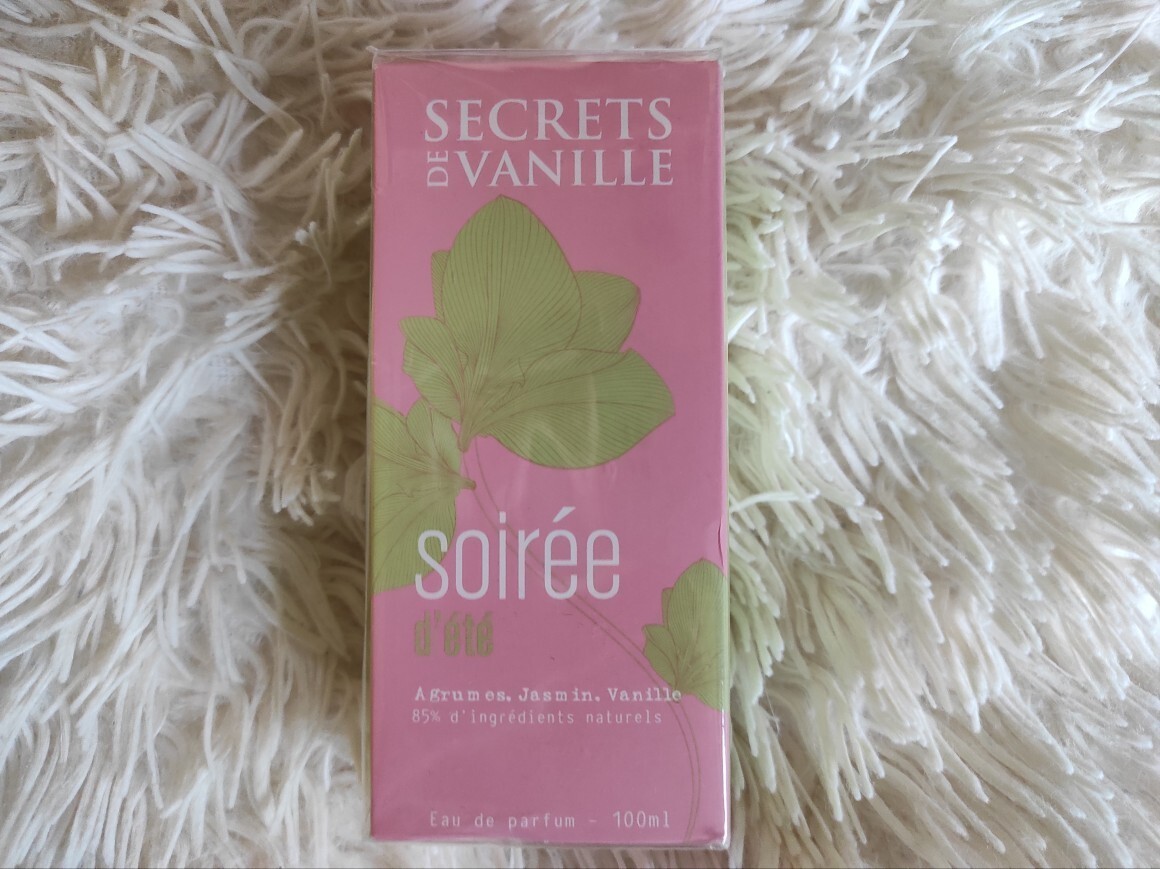 SECRETS
DE VANILLE
soirée
d'été
Agrumes. Jasmin. Vanille
85% d'ingrédients naturels
Eau de parfum - 100ml